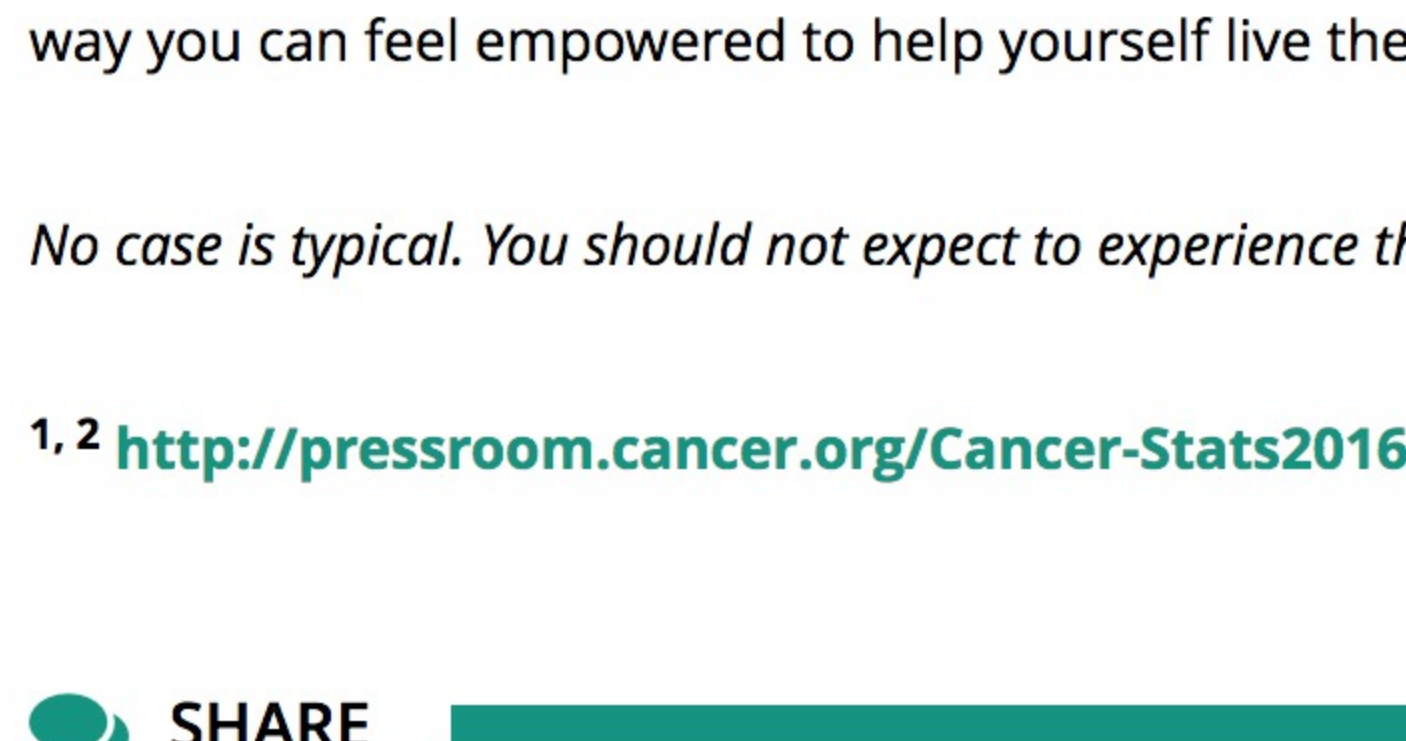 way you can feel empowered to help yourself live the
No case is typical. You should not expect to experience
1, 2 http://pressroom.cancer.org/Cancer-Stats2016
SHARE